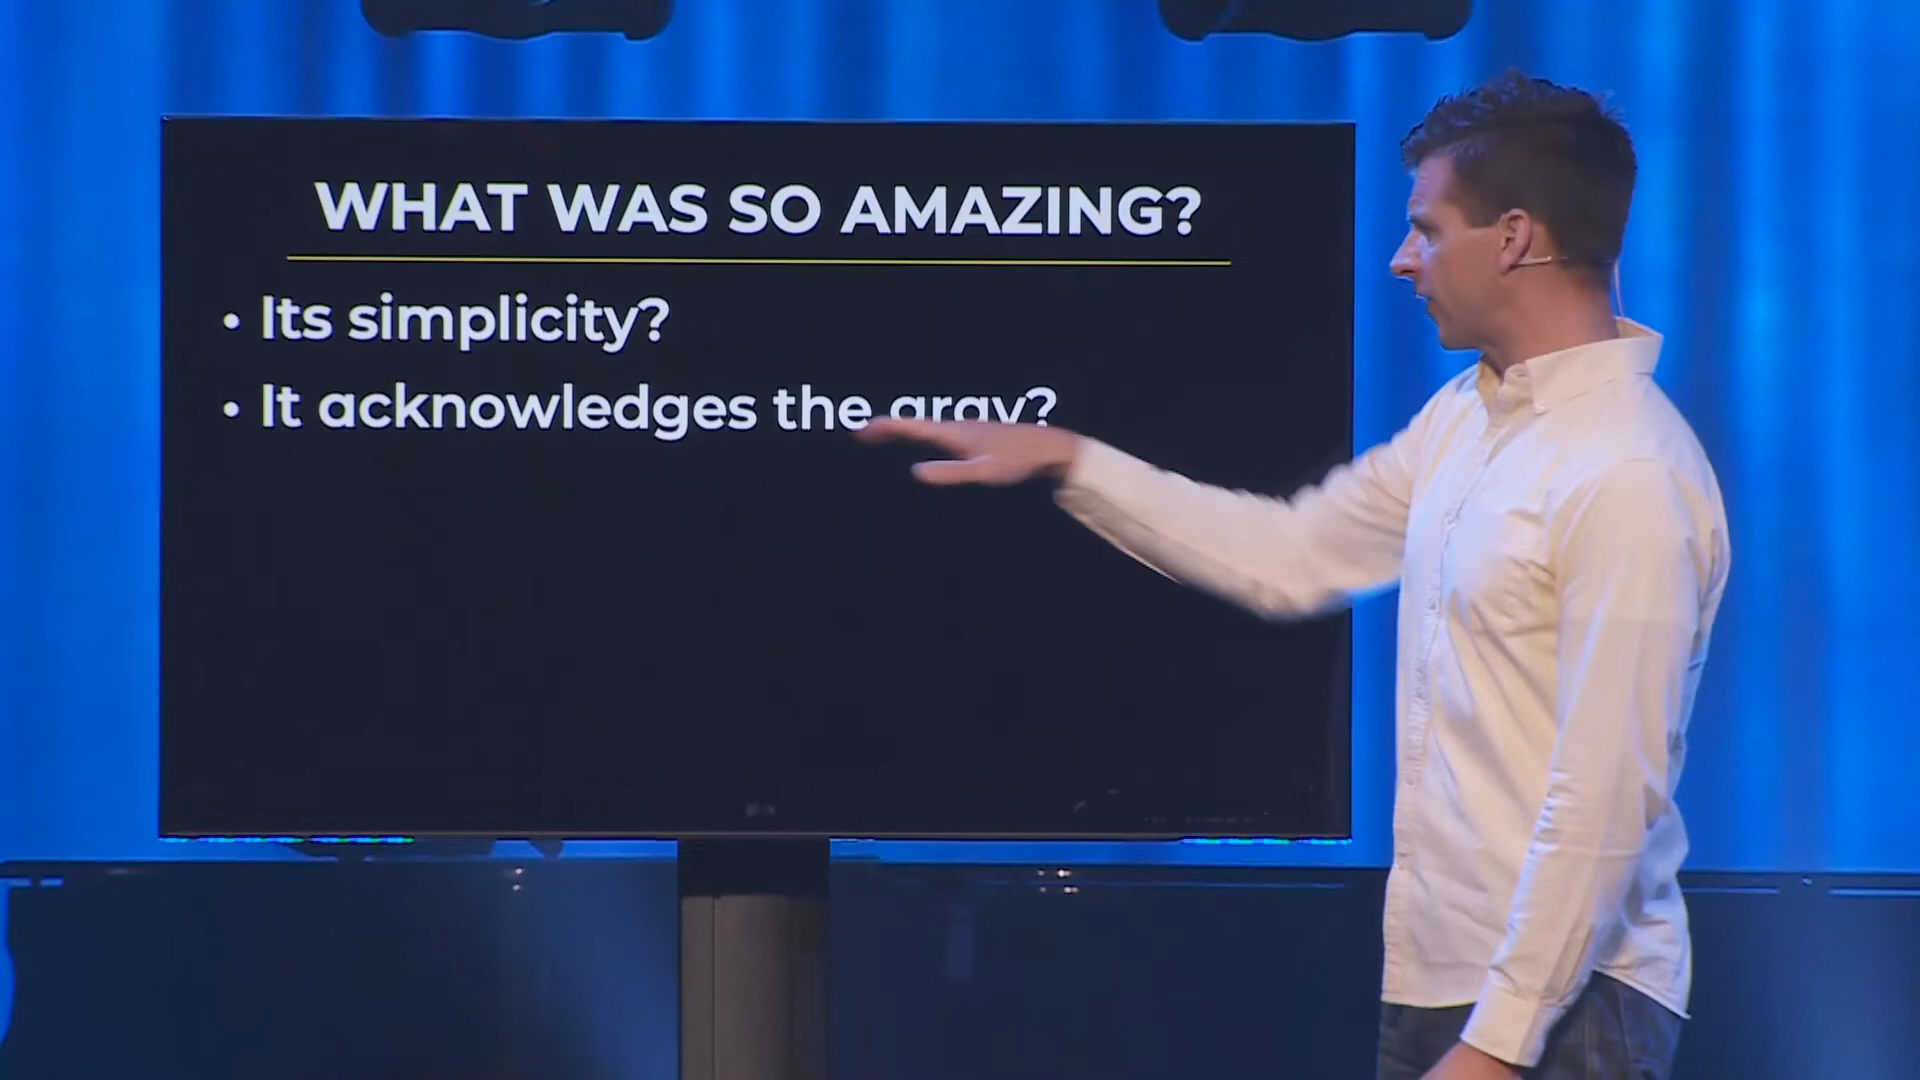 WHAT WAS SO AMAZING?
• Its simplicity?
• It acknowledges the gray?